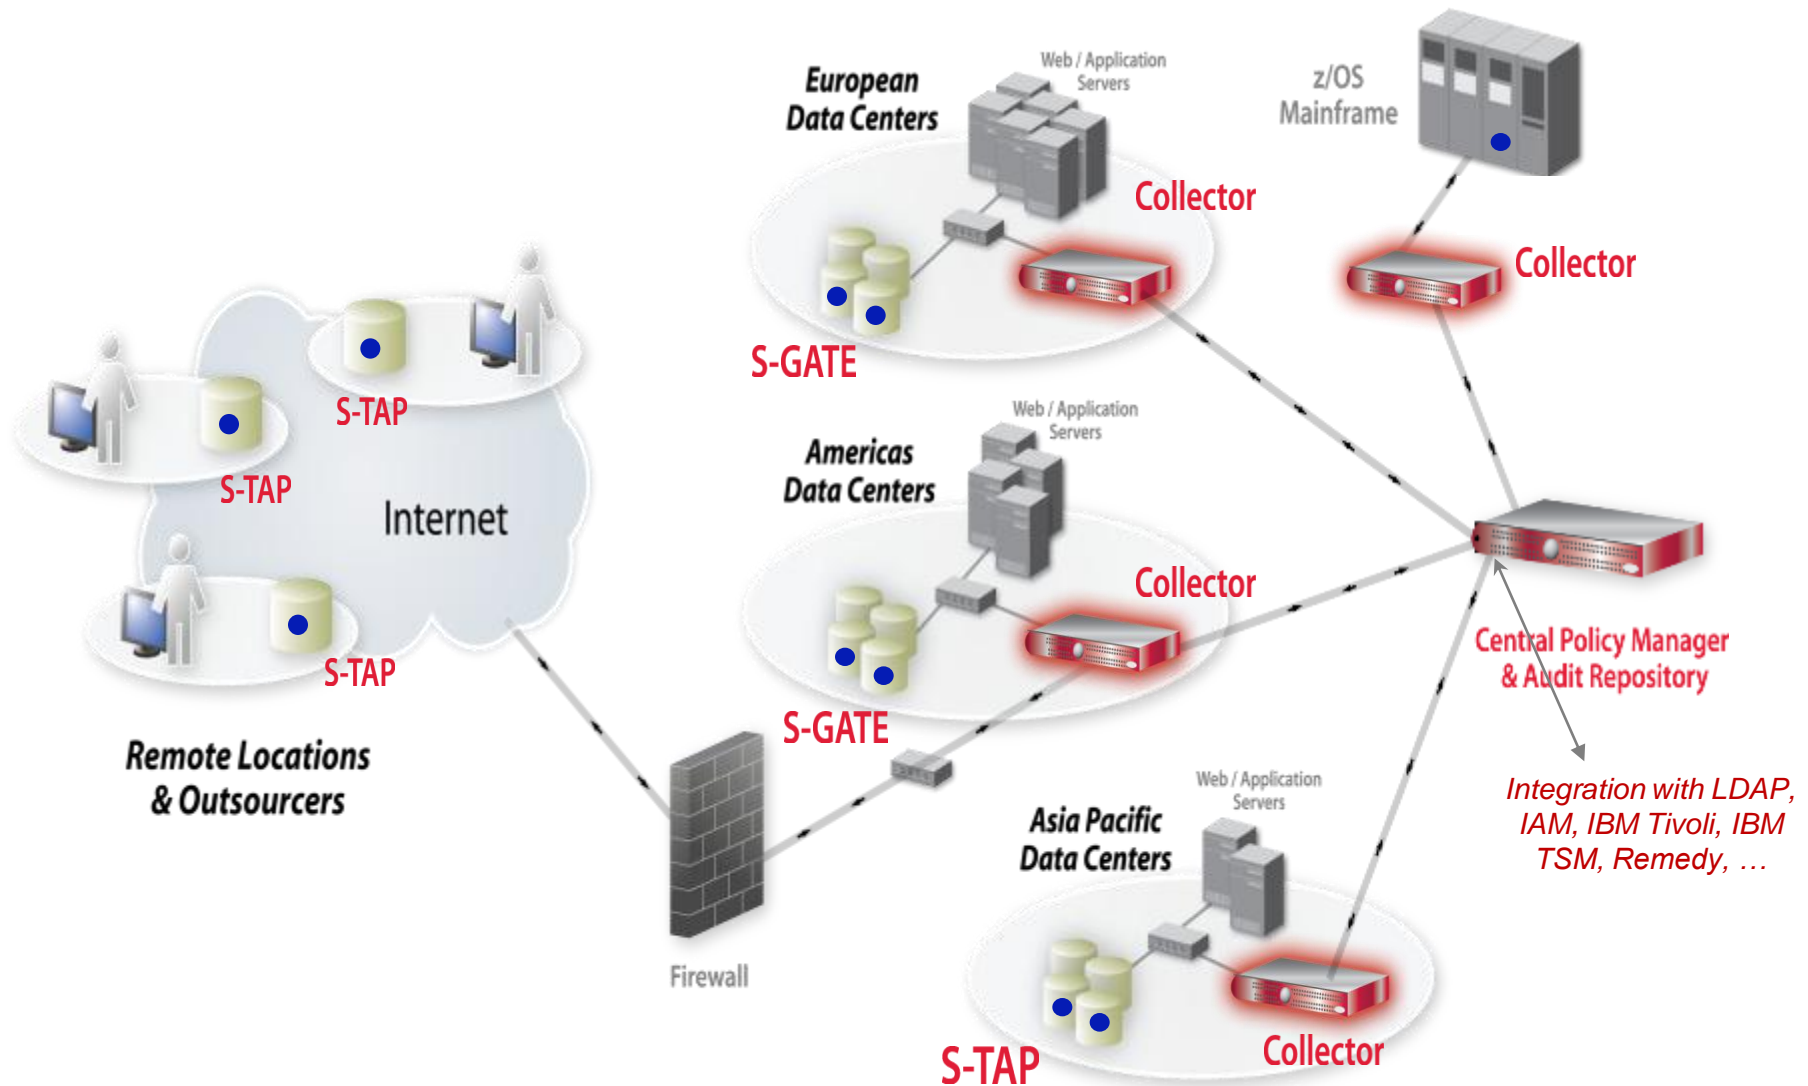 Web / Application
Servers
European
Data Centers
z/OS
Mainframe
Collector
Collector
S-GATE
S-TAP
S-TAP
Internet
S-TAP
Remote Locations
& Outsourcers
Web / Application
Servers
Americas
Data Centers
Collector
S-GATE
Central Policy Manager
& Audit Repository
Firewall
Web / Application
Servers
Asia Pacific
Data Centers
Collector
S-TAP
Integration with LDAP,
IAM, IBM Tivoli, IBM
TSM, Remedy, …